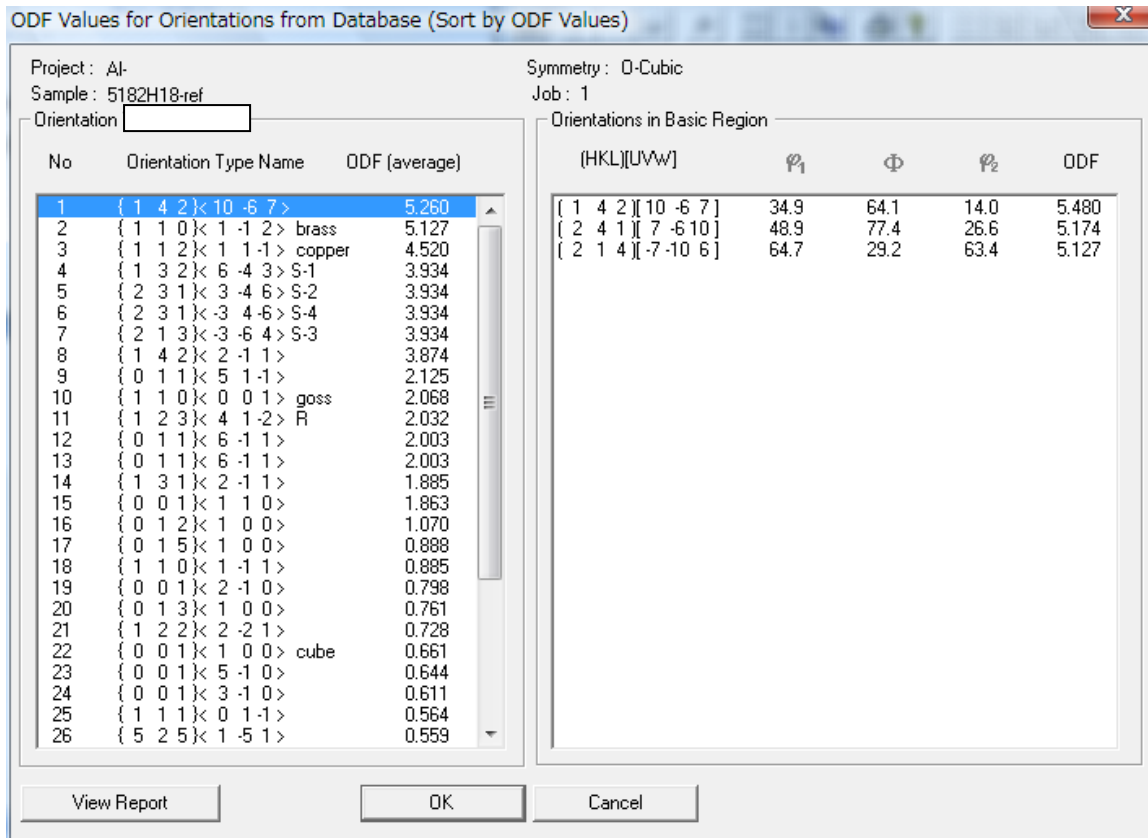 ODF Values for Orientations from Database (Sort by ODF Values)
Project : Al-
Symmetry : O-Cubic
Sample : 5182H18-ref
Job : 1
Orientation
Orientations in Basic Region
No Orientation Type Name ODF (average)
(HKL)[UVW] φ1 Φ φ2 ODF
1 { 1 4 2}< 10 -6 7 > 5.260
2 { 1 1 0}< 1 -1 2 > brass 5.127
3 { 1 1 2}< 1 1 -1 > copper 4.520
4 { 1 3 2}< 6 -4 3 > S-1 3.934
5 { 2 3 1}< 3 -4 6 > S-2 3.934
6 { 2 3 1}< -3 4 -6 > S-4 3.934
7 { 2 1 3}< -3 -6 4 > S-3 3.934
8 { 1 4 2}< 2 -1 1 > 3.874
9 { 0 1 1}< 5 1 -1 > 2.125
10 { 1 1 0}< 0 0 1 > goss 2.068
11 { 1 2 3}< 4 1 -2 > R 2.032
12 { 0 1 1}< 6 -1 1 > 2.003
13 { 0 1 1}< 6 -1 1 > 2.003
14 { 1 3 1}< 2 -1 1 > 1.885
15 { 0 0 1}< 1 1 0 > 1.863
16 { 0 1 2}< 1 0 0 > 1.070
17 { 0 1 5}< 1 0 0 > 0.888
18 { 1 1 0}< 1 -1 1 > 0.885
19 { 0 0 1}< 2 -1 0 > 0.798
20 { 0 1 3}< 1 0 0 > 0.761
21 { 1 2 2}< 2 -2 1 > 0.728
22 { 0 0 1}< 1 0 0 > cube 0.661
23 { 0 0 1}< 5 -1 0 > 0.644
24 { 0 0 1}< 3 -1 0 > 0.611
25 { 1 1 1}< 0 1 -1 > 0.564
26 { 5 2 5}< 1 -5 1 > 0.559
( 1 4 2 )[ 10 -6 7 ] 34.9 64.1 14.0 5.480
( 2 4 1 )[ 7 -6 10 ] 48.9 77.4 26.6 5.174
( 2 1 4 )[ -7 -10 6 ] 64.7 29.2 63.4 5.127
View Report
OK
Cancel